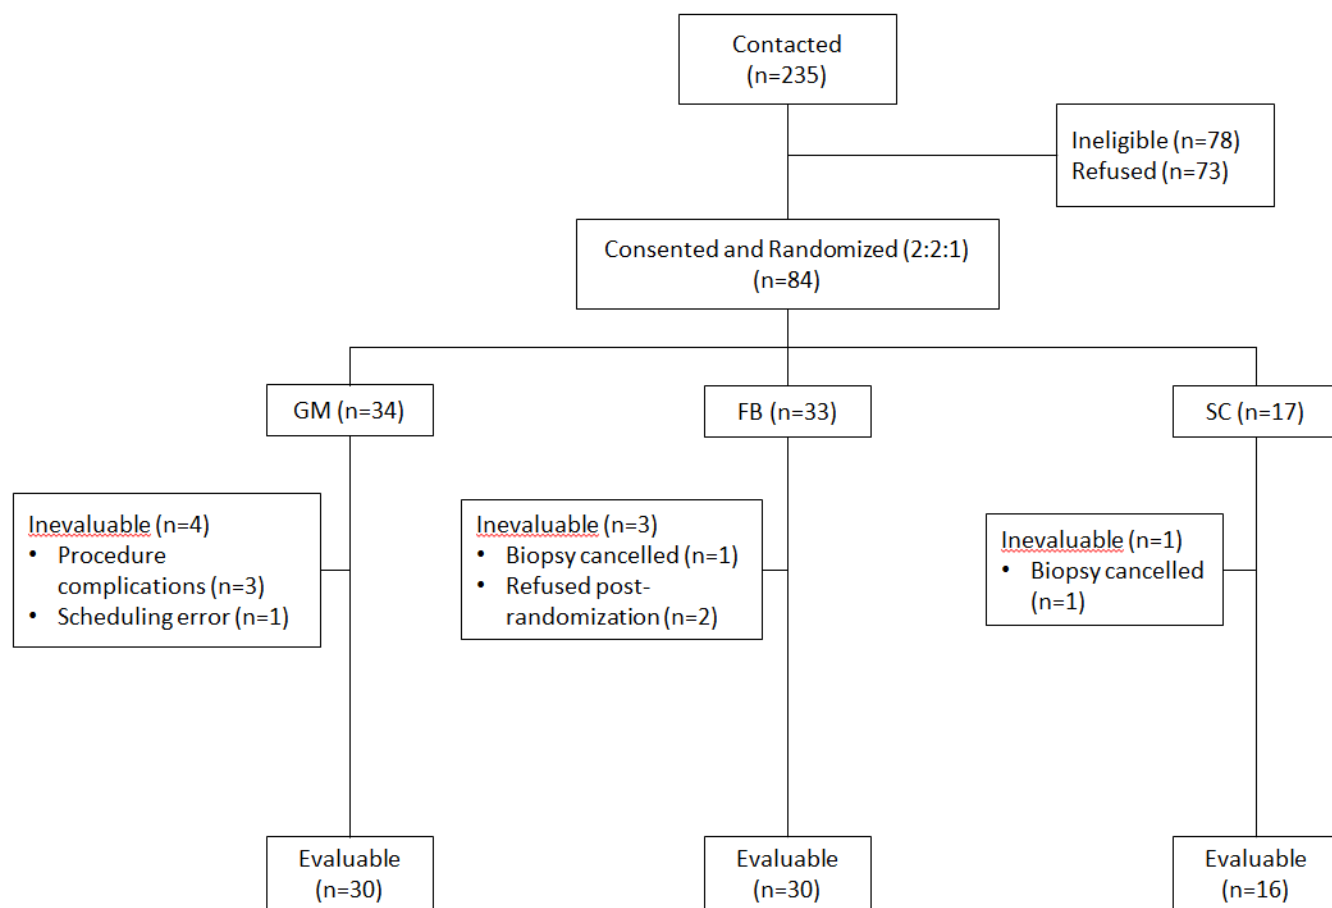 Contacted
(n=235)
Ineligible (n=78)
Refused (n=73)
Consented and Randomized (2:2:1)
(n=84)
GM (n=34)
FB (n=33)
SC (n=17)
Inevaluable (n=4)
• Procedure
complications (n=3)
• Scheduling error (n=1)
Inevaluable (n=3)
• Biopsy cancelled (n=1)
• Refused post-
randomization (n=2)
Inevaluable (n=1)
• Biopsy cancelled
(n=1)
Evaluable
(n=30)
Evaluable
(n=30)
Evaluable
(n=16)